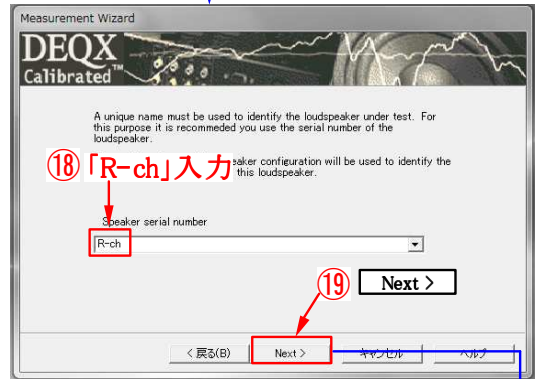 Measurement Wizard
DEQX
Calibrated™
A unique name must be used to identify the loudspeaker under test. For
this purpose it is recommeded you use the serial number of the
loudspeaker.
⑱「R-ch」入力
eaker configuration will be used to identify the
this loudspeaker.
Speaker serial number
R-ch
⑲ Next >
< 戻る(B)
Next >
キャンセル
ヘルプ